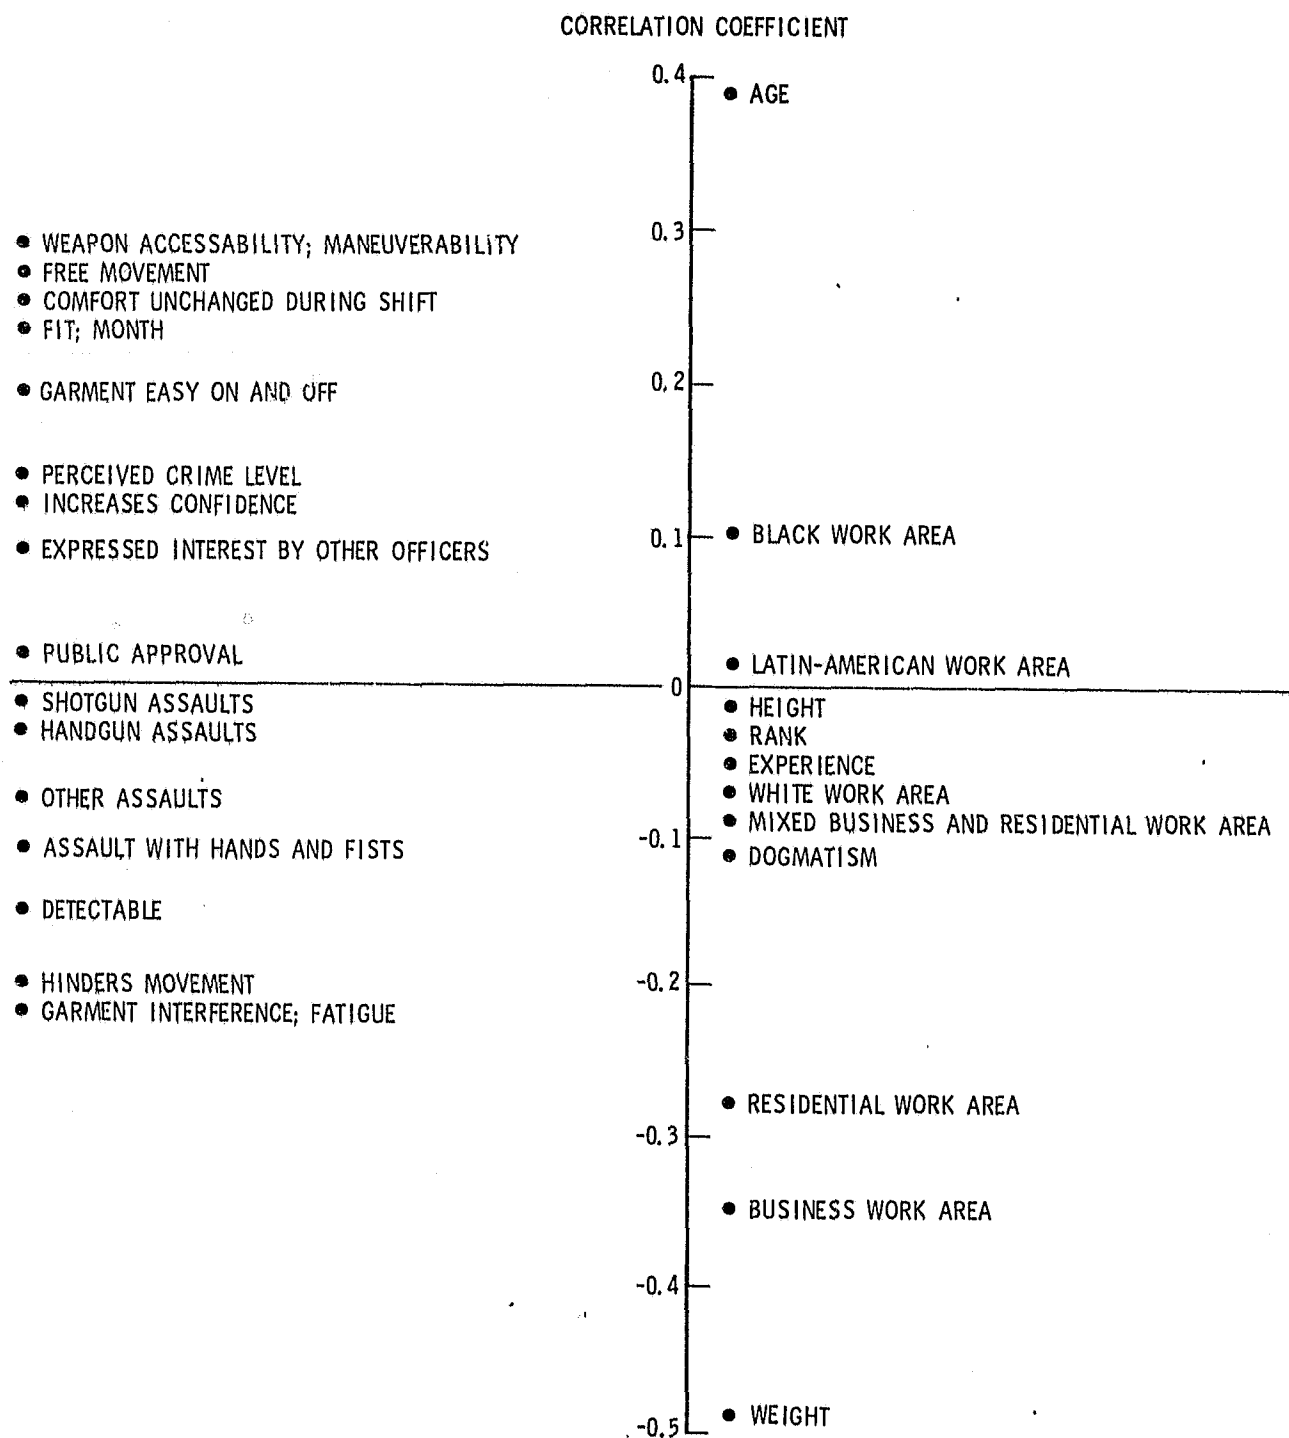 CORRELATION COEFFICIENT
0.4
• AGE
0.3
• WEAPON ACCESSABILITY; MANEUVERABILITY
• FREE MOVEMENT
• COMFORT UNCHANGED DURING SHIFT
• FIT; MONTH
0.2
• GARMENT EASY ON AND OFF
• PERCEIVED CRIME LEVEL
• INCREASES CONFIDENCE
0.1
• BLACK WORK AREA
• EXPRESSED INTEREST BY OTHER OFFICERS
• PUBLIC APPROVAL
• LATIN-AMERICAN WORK AREA
0
• SHOTGUN ASSAULTS
• HEIGHT
• HANDGUN ASSAULTS
• RANK
• EXPERIENCE
• OTHER ASSAULTS
• WHITE WORK AREA
• MIXED BUSINESS AND RESIDENTIAL WORK AREA
-0.1
• ASSAULT WITH HANDS AND FISTS
• DOGMATISM
• DETECTABLE
-0.2
• HINDERS MOVEMENT
• GARMENT INTERFERENCE; FATIGUE
• RESIDENTIAL WORK AREA
-0.3
• BUSINESS WORK AREA
-0.4
• WEIGHT
-0.5